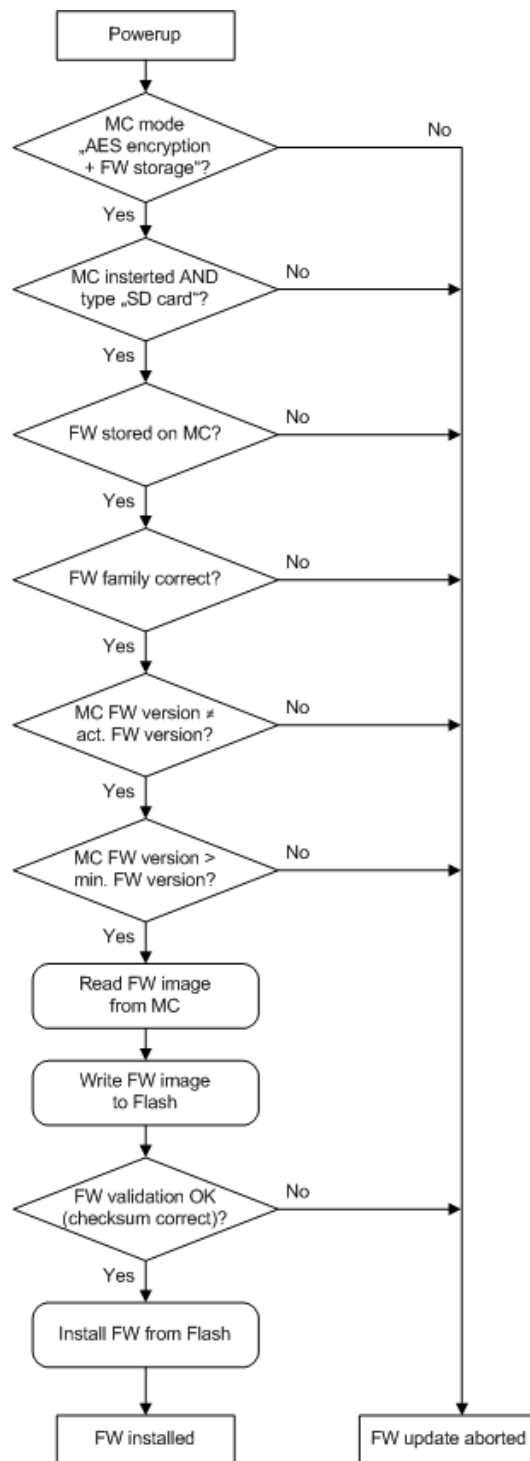 Powerup
MC mode
„AES encryption
+ FW storage“?
No
Yes
MC insterted AND
type „SD card“?
No
Yes
FW stored on MC?
No
Yes
FW family correct?
No
Yes
MC FW version ≠
act. FW version?
No
Yes
MC FW version >
min. FW version?
No
Yes
Read FW image
from MC
Write FW image
to Flash
FW validation OK
(checksum correct)?
No
Yes
Install FW from Flash
FW installed
FW update aborted